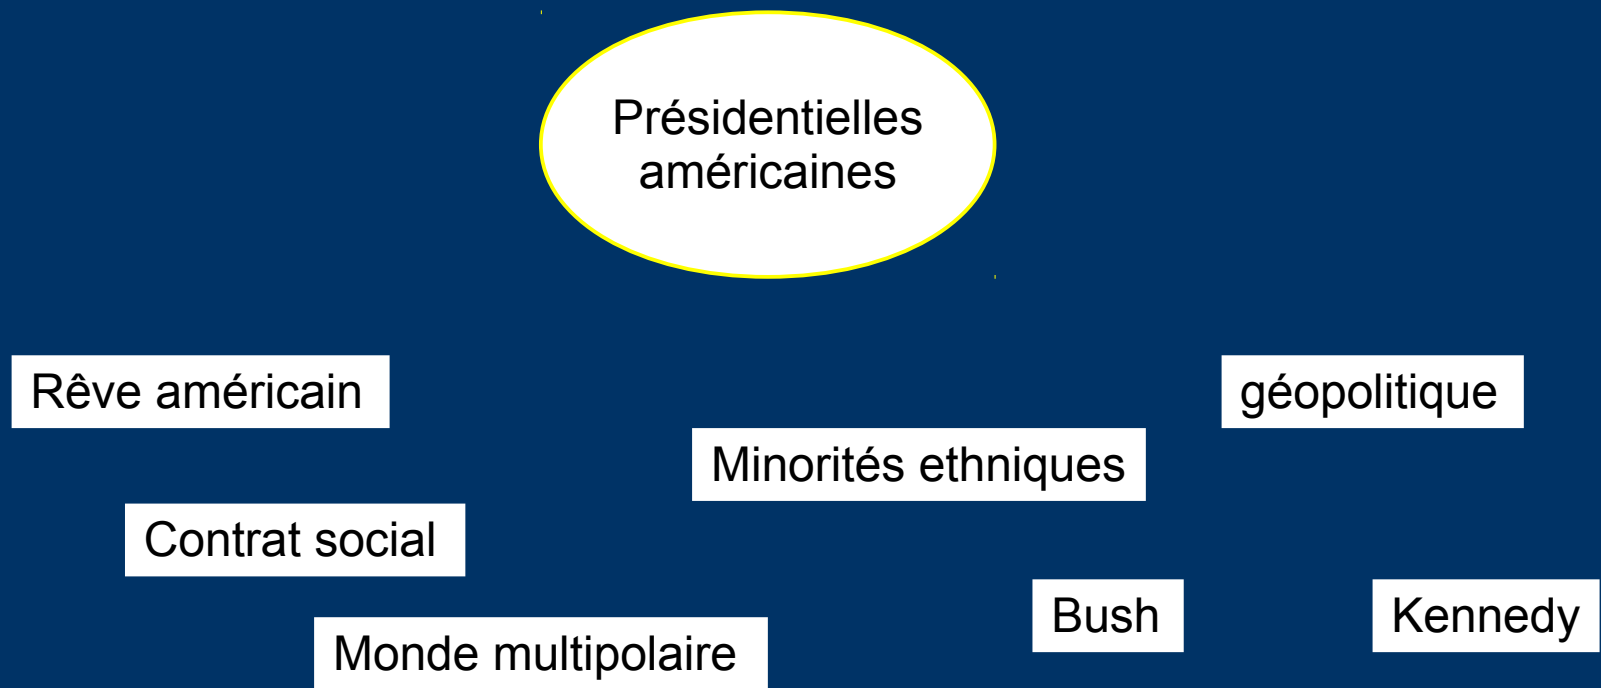 Présidentielles
américaines
Rêve américain
géopolitique
Minorités ethniques
Contrat social
Bush
Kennedy
Monde multipolaire